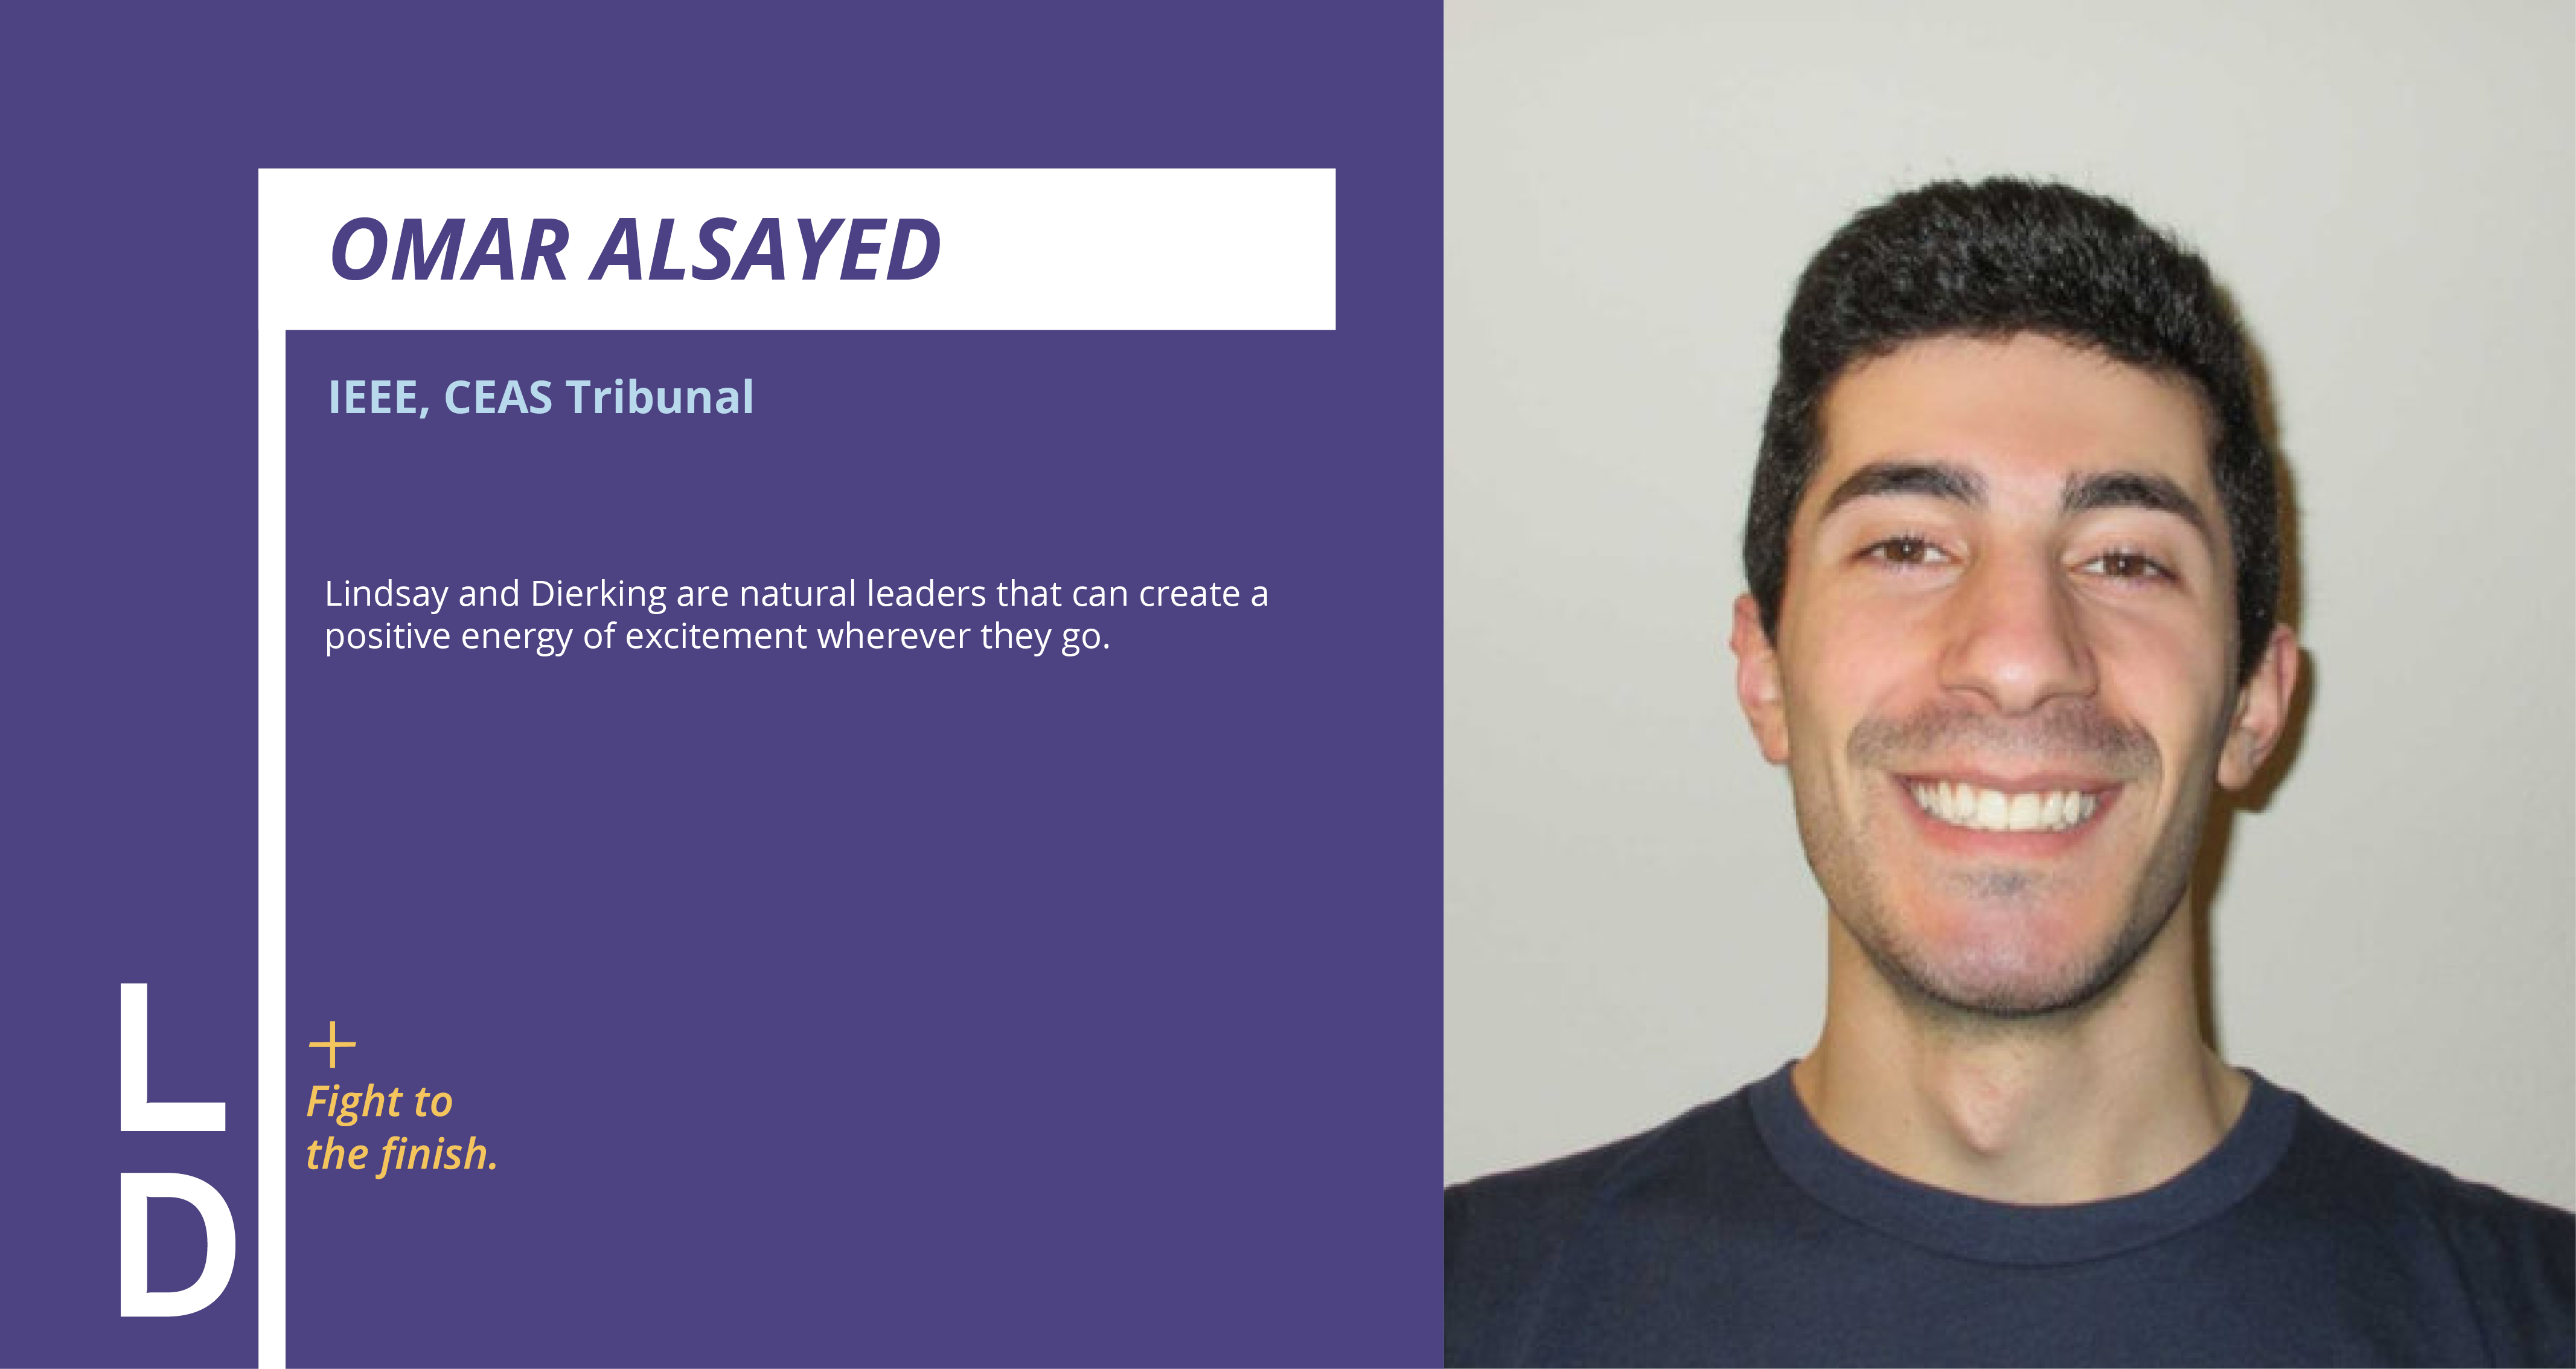 OMAR ALSAYED
IEEE, CEAS Tribunal
Lindsay and Dierking are natural leaders that can create a
positive energy of excitement wherever they go.
L
D
+
Fight to
the finish.